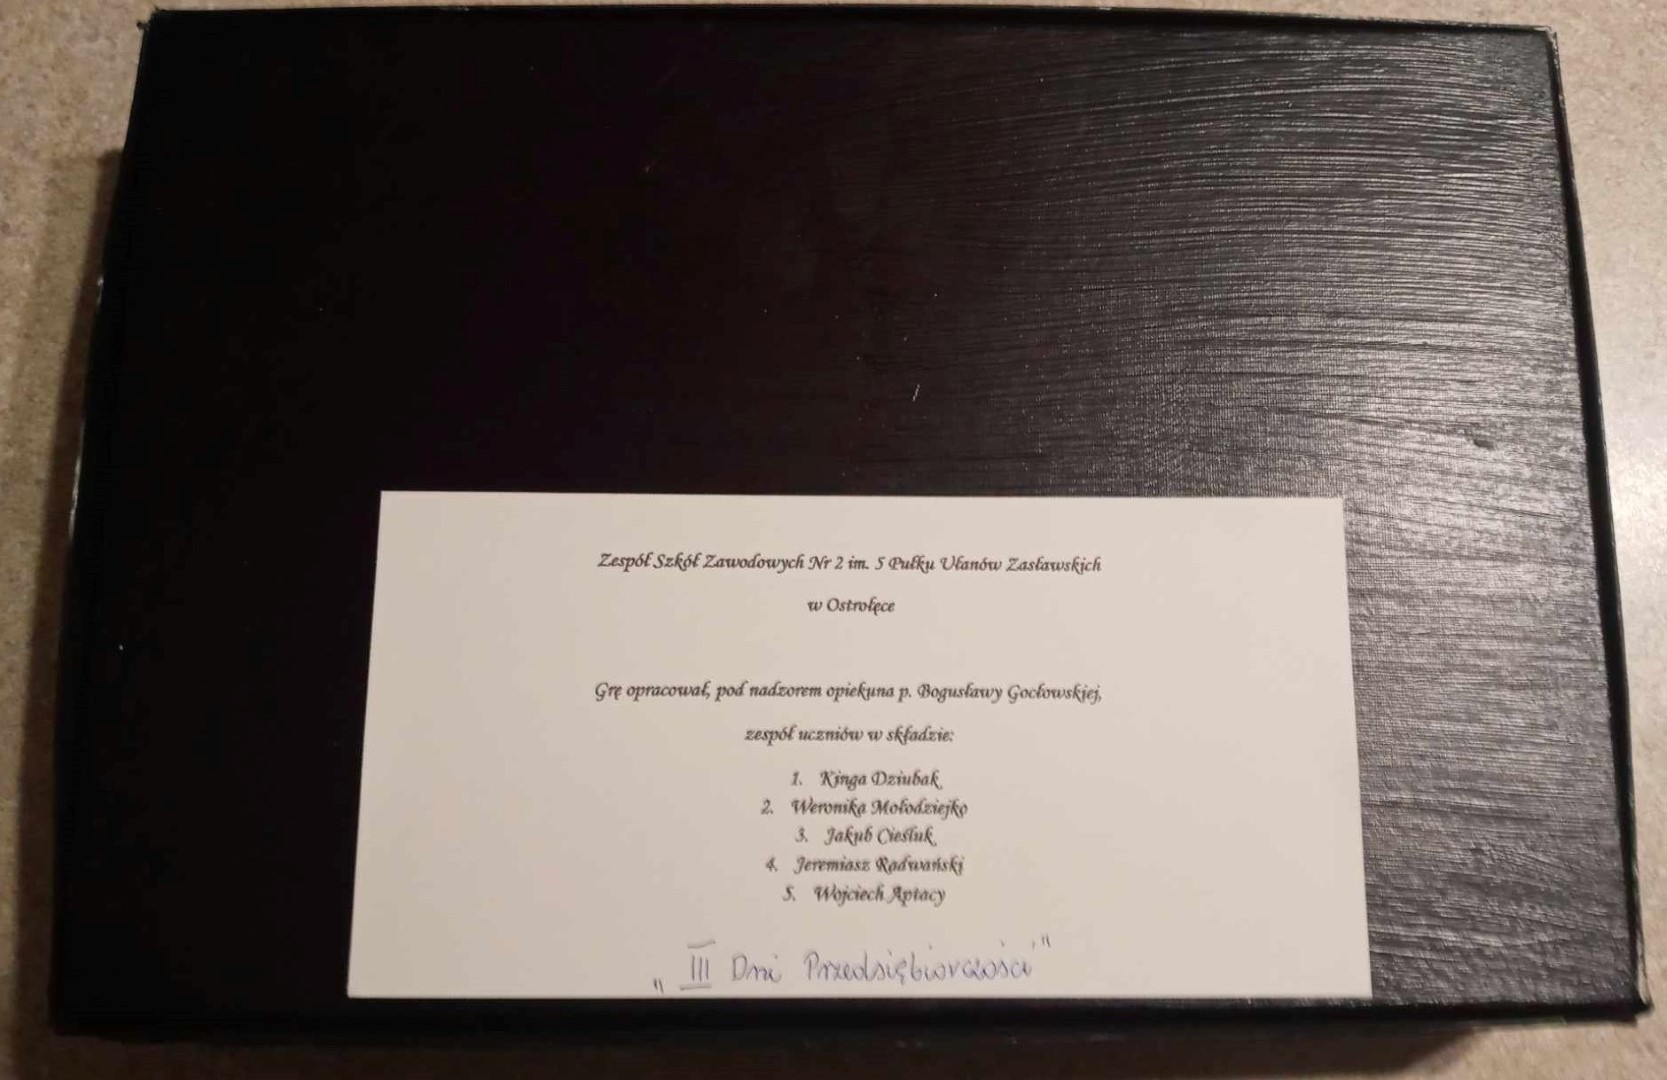 Zespół Szkół Zawodowych Nr 2 im. 5 Pułku Ułanów Zasławskich
w Ostrołęce
Grę opracował, pod nadzorem opiekuna p. Bogusławy Gocłowskiej,
zespół uczniów w składzie:
1. Kinga Dziubak
2. Weronika Mołodziejko
3. Jakub Cieśluk
4. Jeremiasz Radwański
5. Wojciech Aptacy
„III Dni Przedsiębiorczości"